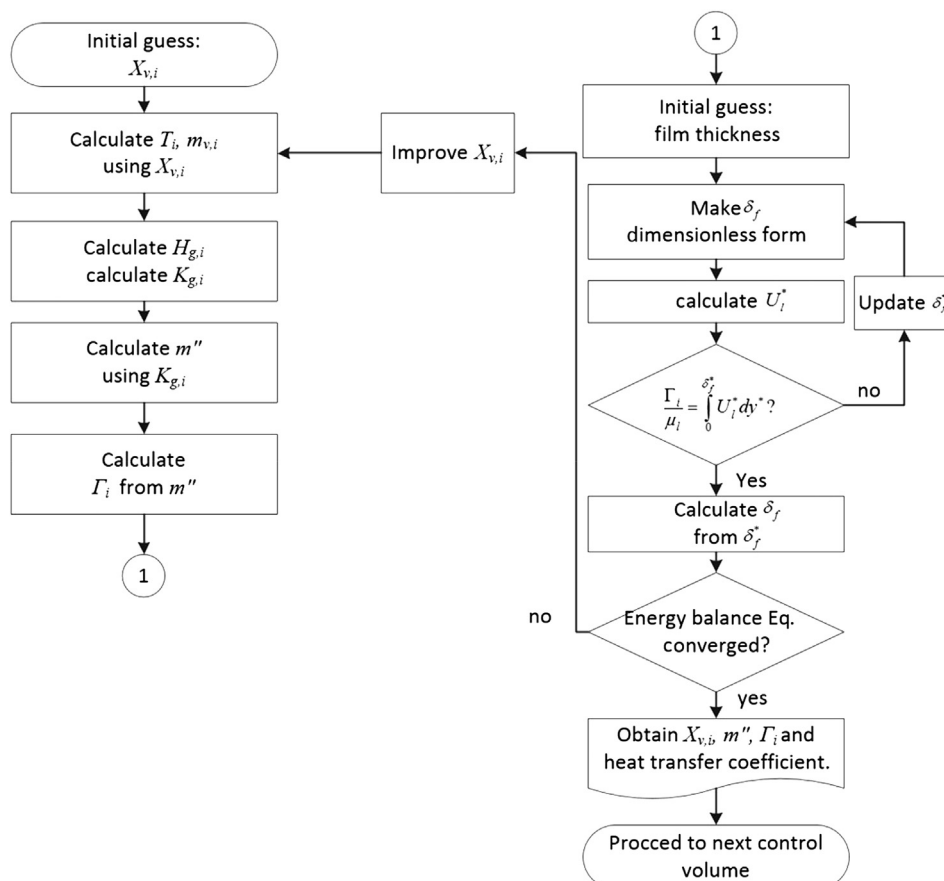 Initial guess:
X_{v,i}
Calculate T_i, m_{v,i}
using X_{v,i}
Calculate H_{g,i}
calculate K_{g,i}
Calculate m″
using K_{g,i}
Calculate
Γ_i from m″
1
Improve X_{v,i}
1
Initial guess:
film thickness
Make δ_f
dimensionless form
calculate U_l^*
Update δ_f^*
Γ_i/μ_l = ∫_0^{δ_f^*} U_l^* dy^* ?
no
Yes
Calculate δ_f
from δ_f^*
Energy balance Eq.
converged?
no
yes
Obtain X_{v,i}, m″, Γ_i and
heat transfer coefficient.
Procced to next control
volume